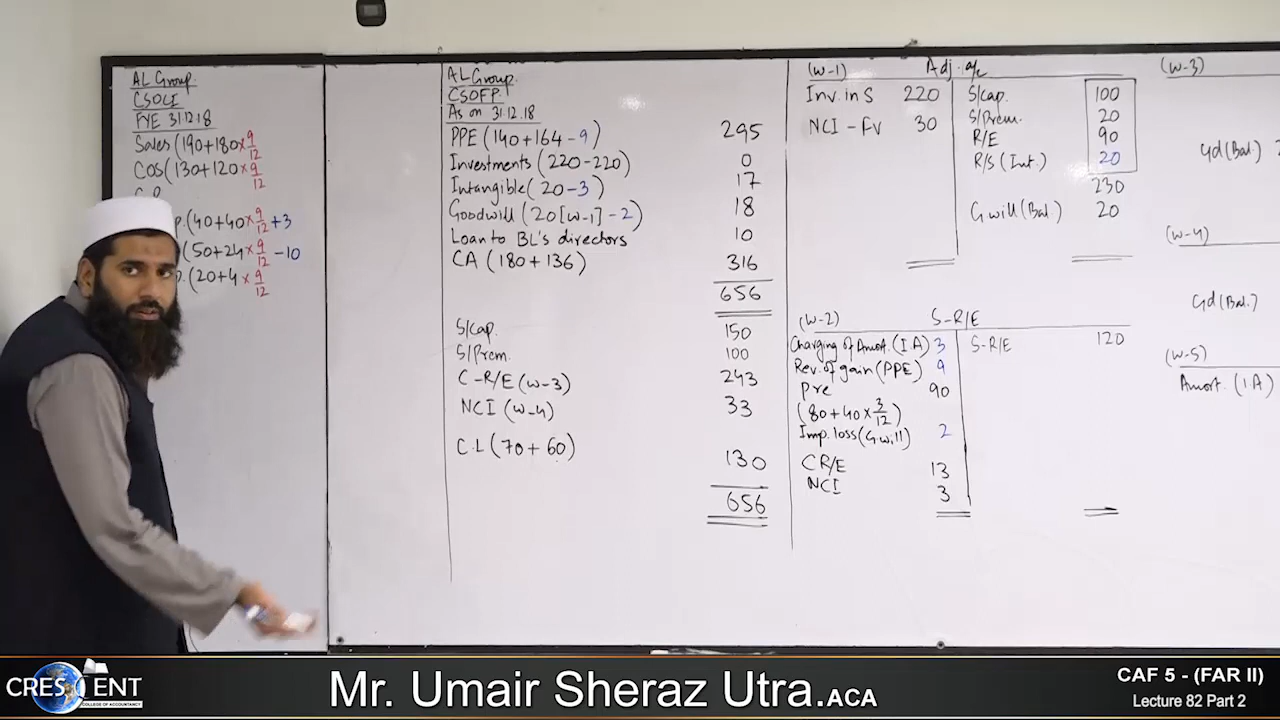 AL Group
CSOCI
FYE 31.12.18
Sales (190+180×9/12
COS (130+120×9/12
P. (40+40×9/12+3
(50+24×9/12-10
P. (20+4×9/12
AL Group
CSOFP
As on 31.12.18
PPE (140+164-9) 295
Investments (220-220) 0
Intangible (20-3) 17
Goodwill (20[W-1]-2) 18
Loan to BL's directors 10
CA (180+136) 316
656
S/cap. 150
S/Prem. 100
C-R/E (W-3) 243
NCI (W-4) 33
C.L (70+60) 130
656
(W-1) Adj. a/c
Inv. in S 220 S/cap. 100
NCI - Fv 30 S/Prem. 20
R/E 90
R/S (Int.) 20
230
G.will (Bal.) 20
(W-2) S-R/E
Charging of Amort. (I.A) 3 S-R/E 120
Rev. of gain (PPE) 9
Pre 90
(80+40×3/12)
Imp. loss (G.will) 2
CR/E 13
NCI 3
(W-3)
Gd (Bal.)
(W-4)
Gd (Bal.)
(W-5)
Amort. (IA)
CRESCENT
COLLEGE OF ACCOUNTANCY
Mr. Umair Sheraz Utra.ACA
CAF 5 - (FAR II)
Lecture 82 Part 2